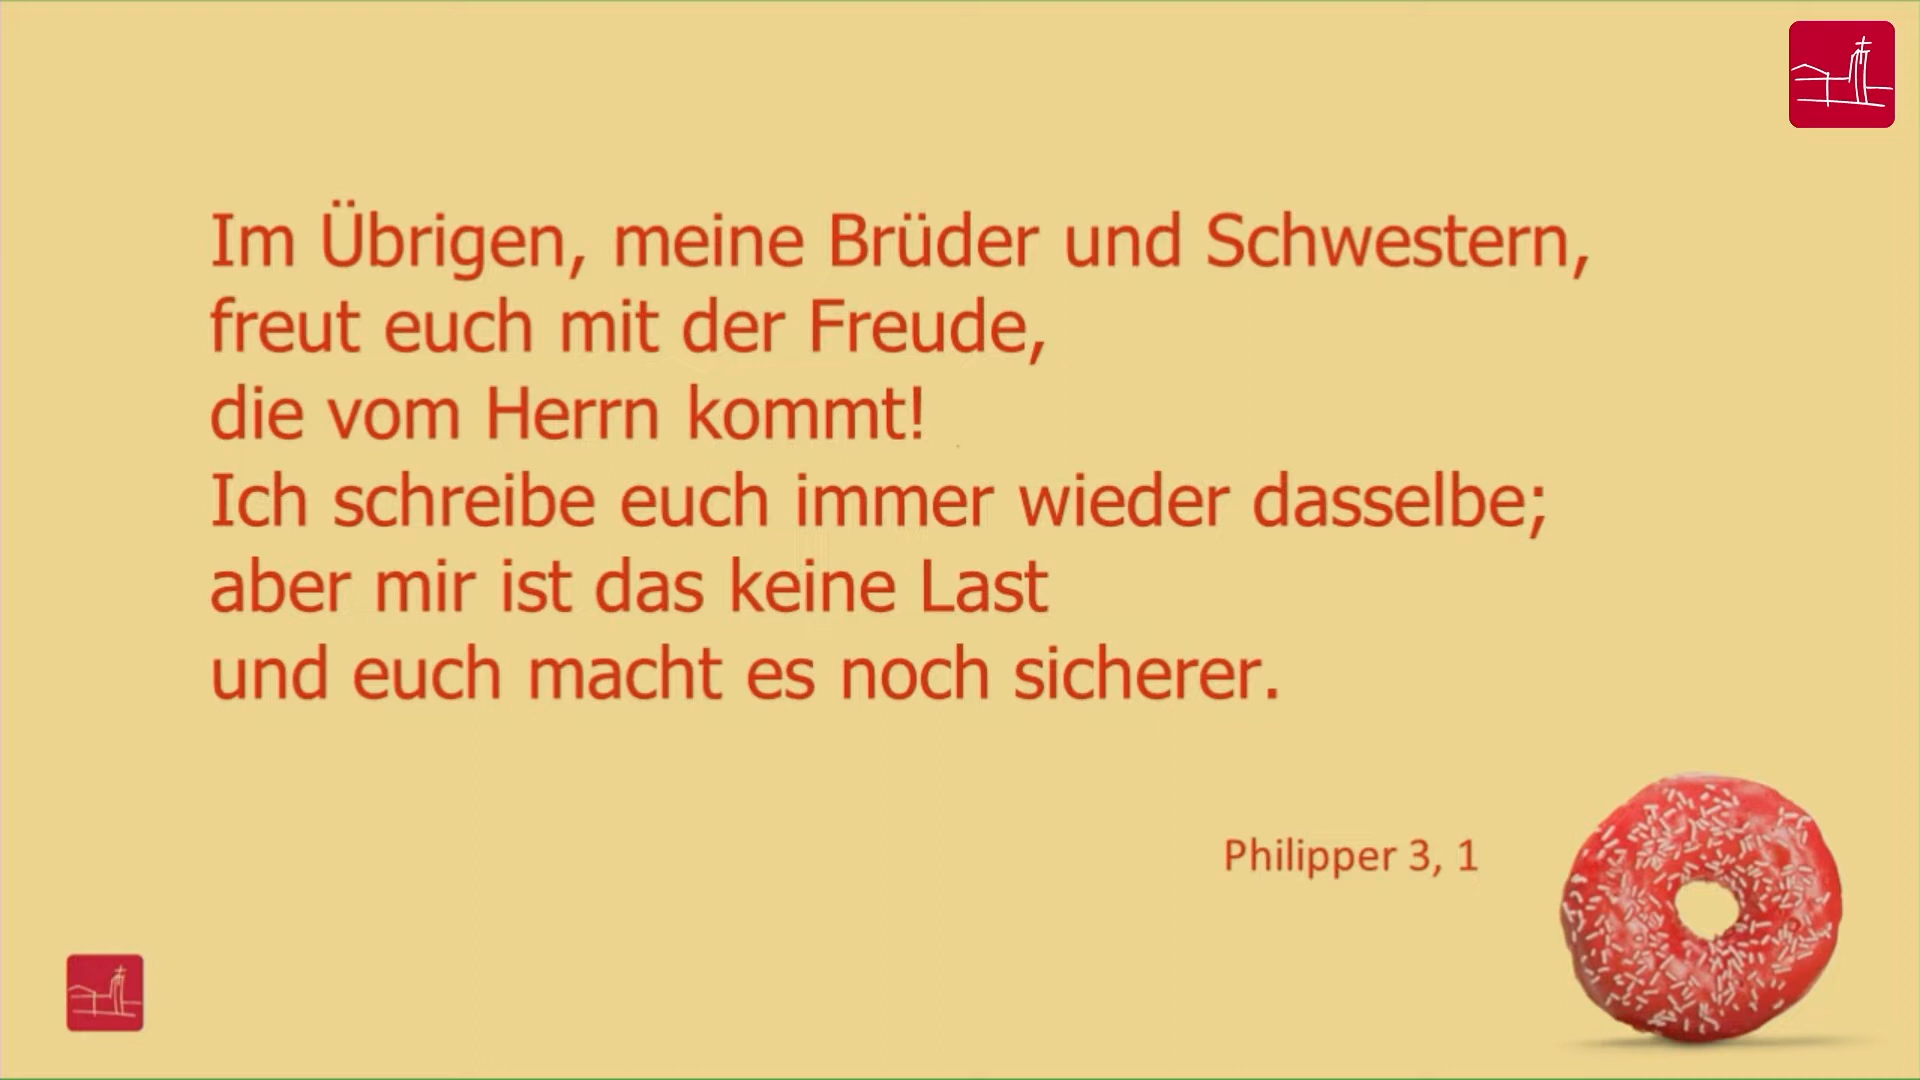 Im Übrigen, meine Brüder und Schwestern,
freut euch mit der Freude,
die vom Herrn kommt!
Ich schreibe euch immer wieder dasselbe;
aber mir ist das keine Last
und euch macht es noch sicherer.
Philipper 3, 1